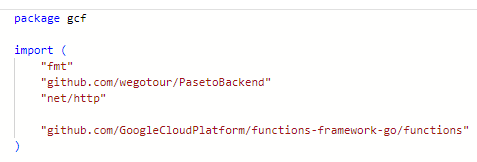 package gcf
import (
"fmt"
"github.com/wegotour/PasetoBackend"
"net/http"
"github.com/GoogleCloudPlatform/functions-framework-go/functions"
)